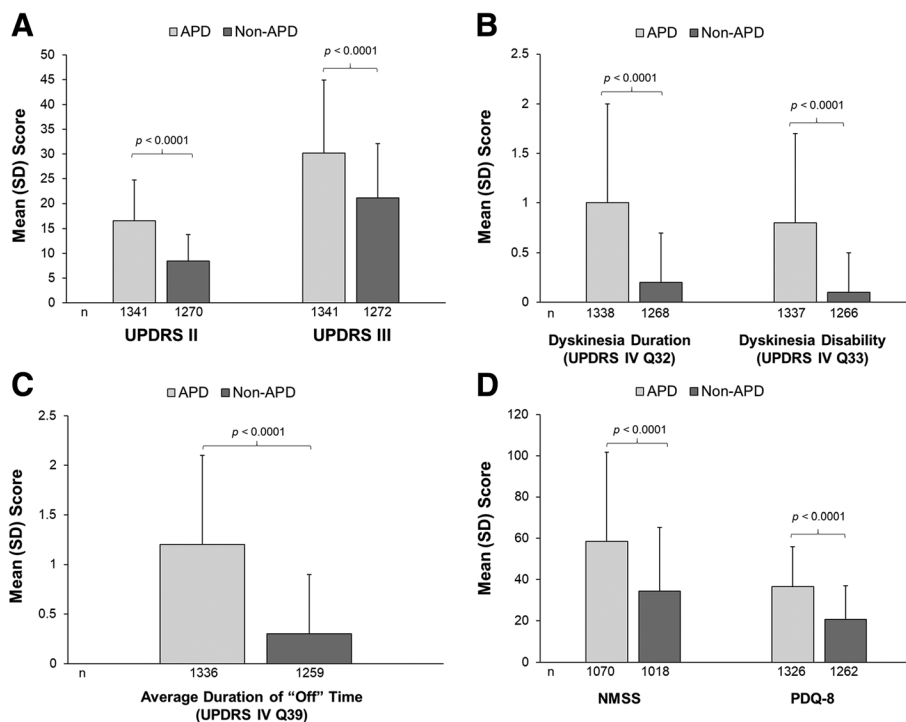 A
APD Non-APD
Mean (SD) Score
50
45
40
35
30
25
20
15
10
5
0
p < 0.0001
p < 0.0001
n 1341 1270 1341 1272
UPDRS II UPDRS III
B
APD Non-APD
Mean (SD) Score
2.5
2
1.5
1
0.5
0
p < 0.0001
p < 0.0001
n 1338 1268 1337 1266
Dyskinesia Duration Dyskinesia Disability
(UPDRS IV Q32) (UPDRS IV Q33)
C
APD Non-APD
Mean (SD) Score
2.5
2
1.5
1
0.5
0
p < 0.0001
n 1336 1259
Average Duration of “Off” Time
(UPDRS IV Q39)
D
APD Non-APD
Mean (SD) Score
120
100
80
60
40
20
0
p < 0.0001
p < 0.0001
n 1070 1018 1326 1262
NMSS PDQ-8